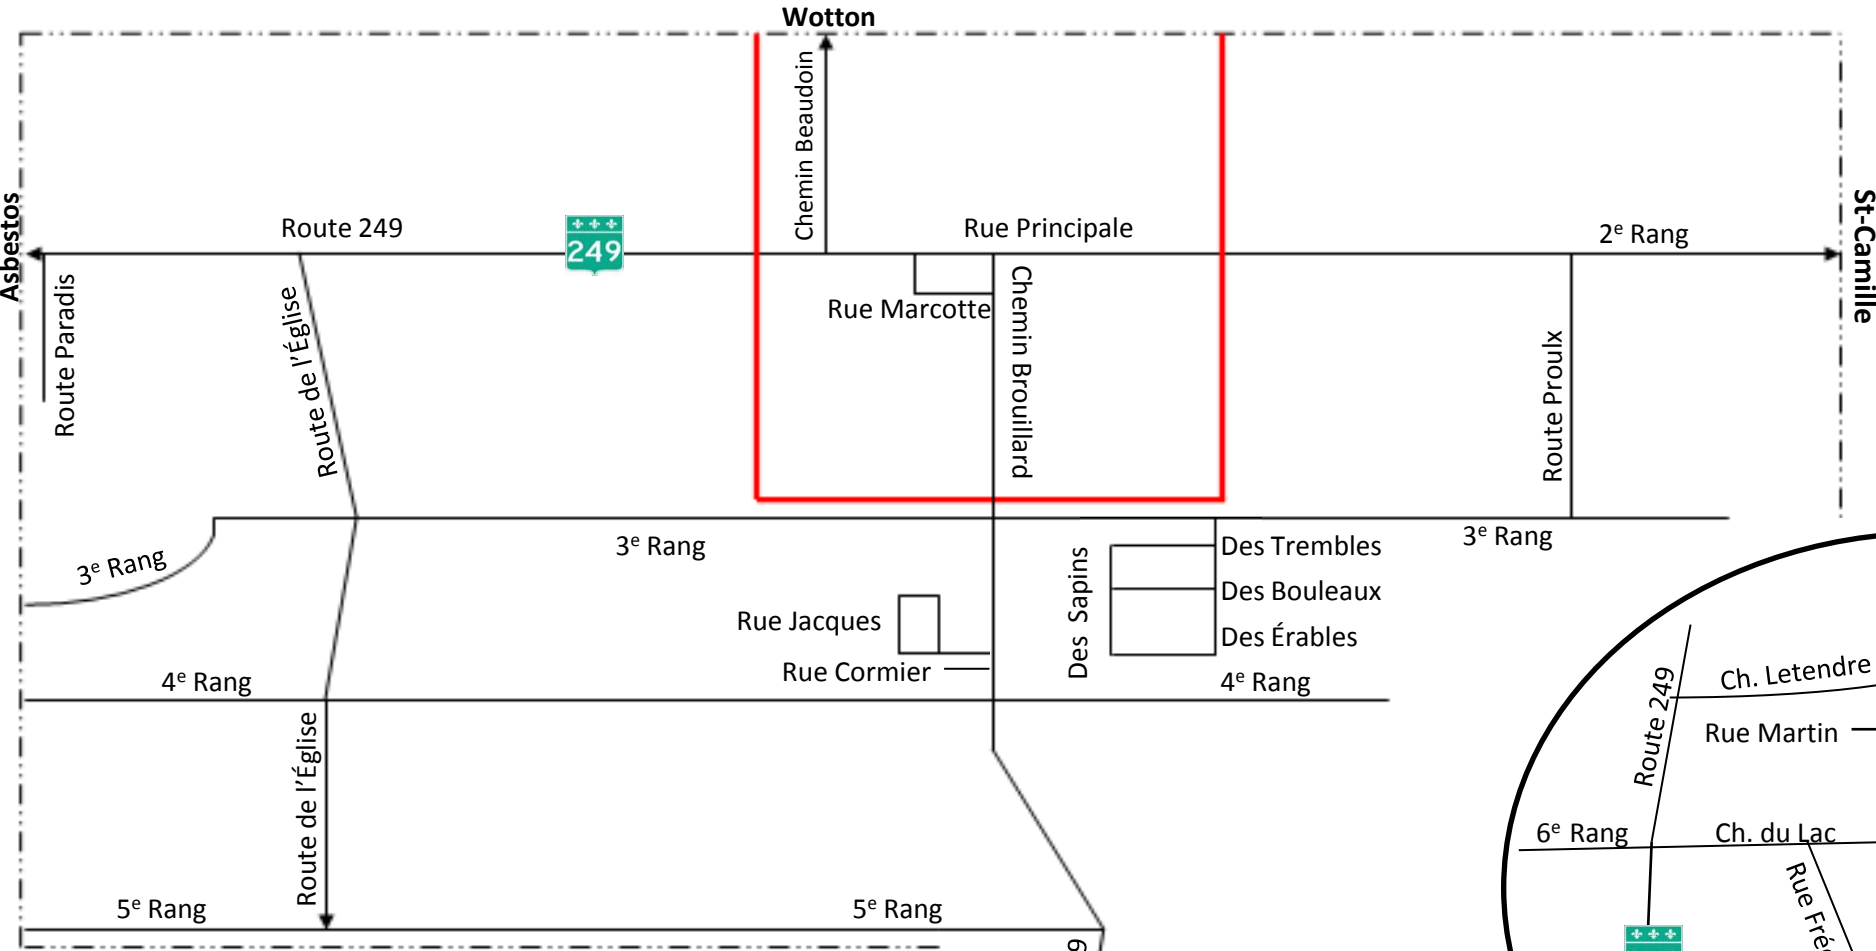 Wotton
Chemin Beaudoin
Asbestos
Route 249
249
Rue Principale
2e Rang
St-Camille
Route Paradis
Route de l'Église
Rue Marcotte
Chemin Brouillard
Route Proulx
3e Rang
3e Rang
3e Rang
Des Sapins
Des Trembles
Des Bouleaux
Des Érables
Rue Jacques
Rue Cormier
4e Rang
4e Rang
Route de l'Église
5e Rang
5e Rang
Route 249
Ch. Letendre
Rue Martin
6e Rang
Ch. du Lac
Rue
9